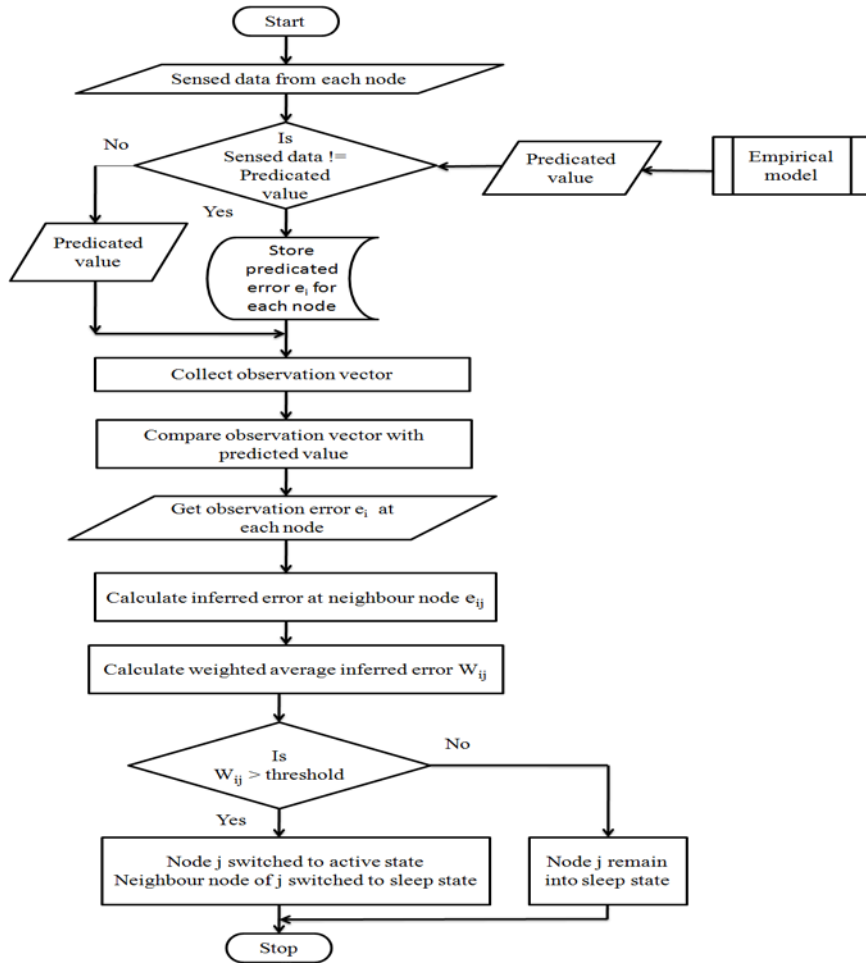 Start
Sensed data from each node
Is
Sensed data !=
Predicated
value
No
Yes
Predicated
value
Empirical
model
Predicated
value
Store
predicated
error ei for
each node
Collect observation vector
Compare observation vector with
predicted value
Get observation error ei at
each node
Calculate inferred error at neighbour node eij
Calculate weighted average inferred error Wij
Is
Wij > threshold
No
Yes
Node j switched to active state
Neighbour node of j switched to sleep state
Node j remain
into sleep state
Stop